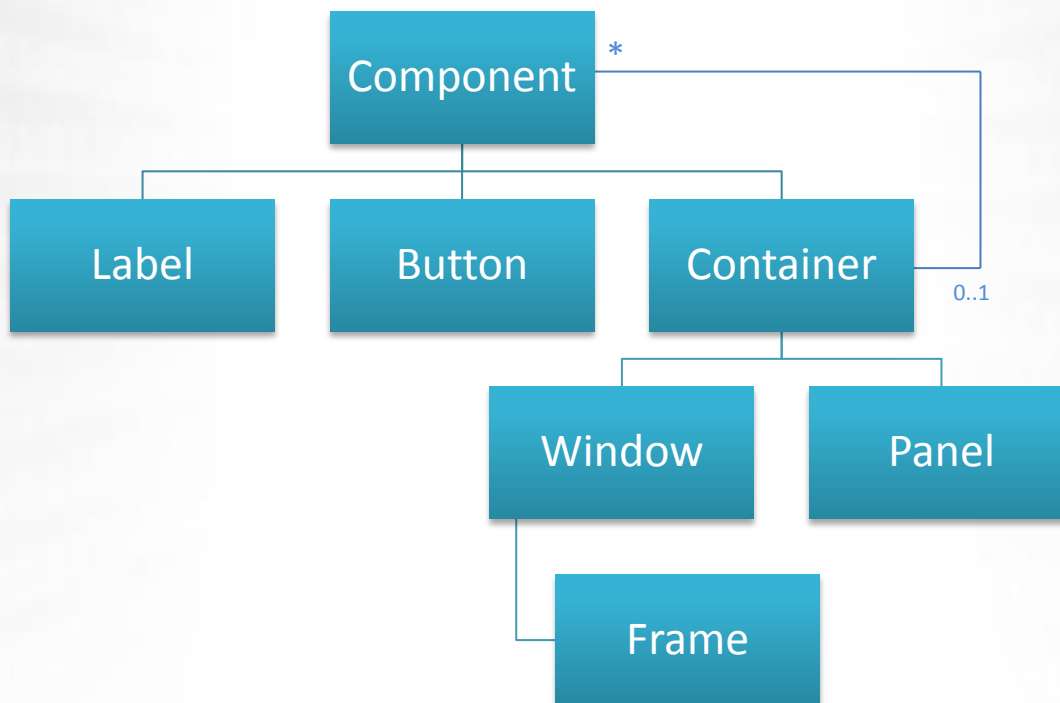 Component
*
Label
Button
Container
0..1
Window
Panel
Frame